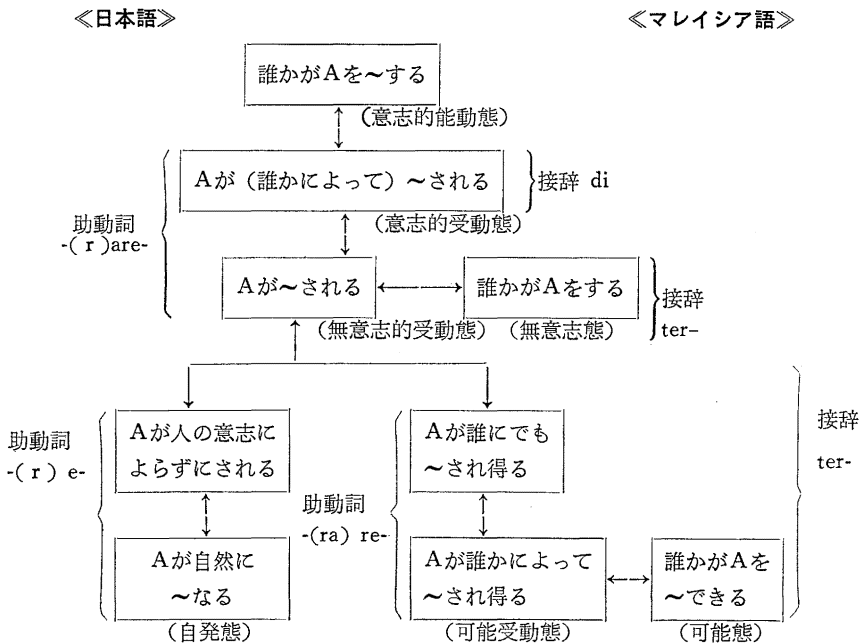 ≪日本語≫ ≪マレイシア語≫
誰かがAを～する
(意志的能動態)
Aが（誰かによって）～される
接辞 di
(意志的受動態)
助動詞
-(r)are-
Aが～される
誰かがAをする
接辞
ter-
(無意志的受動態) (無意志態)
助動詞
-(r) e-
Aが人の意志に
よらずにされる
Aが自然に
～なる
(自発態)
助動詞
-(ra) re-
Aが誰にでも
～され得る
Aが誰かによって
～され得る
(可能受動態)
誰かがAを
～できる
(可能態)
接辞
ter-